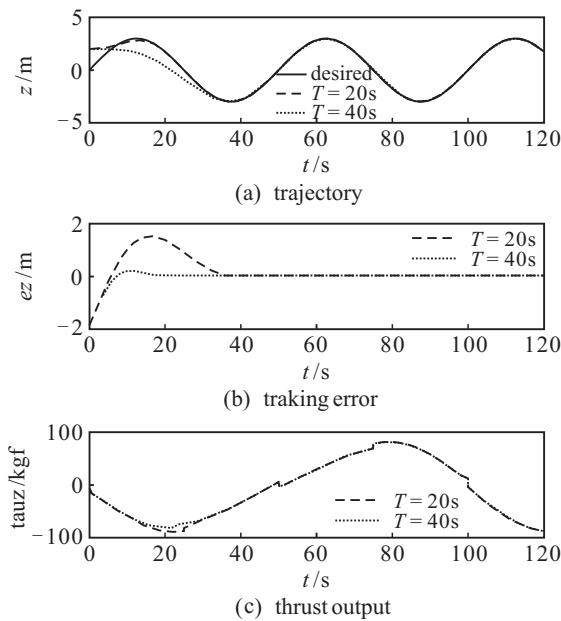 5
0
−5
z/m
desired
T = 20s
T = 40s
0 20 40 60 80 100 120
t/s
(a) trajectory
2
0
−2
ez/m
T = 20s
T = 40s
0 20 40 60 80 100 120
t/s
(b) traking error
100
0
−100
tauz/kgf
T = 20s
T = 40s
0 20 40 60 80 100 120
t/s
(c) thrust output